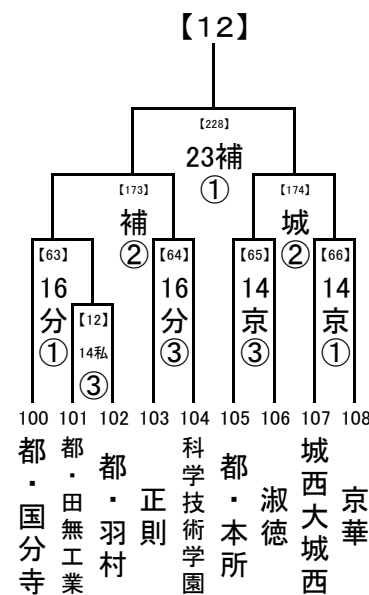 【12】
【228】
23補
①
【173】
補
②
【174】
城
②
【63】
16
分
①
【64】
16
分
③
【65】
14
京
③
【66】
14
京
①
【12】
14私
③
100 101 102 103 104 105 106 107 108
都・国分寺
都・田無工業
都・羽村
正則
科学技術学園
都・本所
淑徳
城西大城西
京華